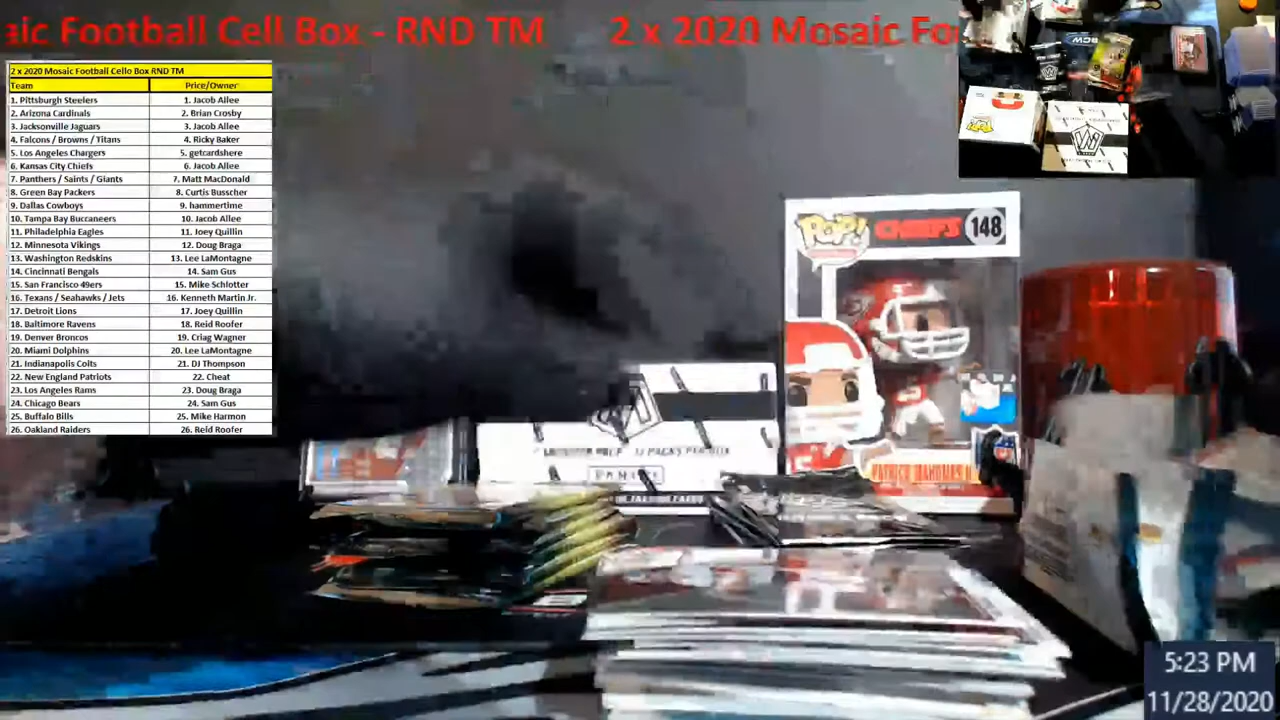 aic Football Cell Box - RND TM 2 x 2020 Mosaic Fo
2 x 2020 Mosaic Football Cello Box RND TM
Team Price/Owner
1. Pittsburgh Steelers 1. Jacob Allee
2. Arizona Cardinals 2. Brian Crosby
3. Jacksonville Jaguars 3. Jacob Allee
4. Falcons / Browns / Titans 4. Ricky Baker
5. Los Angeles Chargers 5. getcardshere
6. Kansas City Chiefs 6. Jacob Allee
7. Panthers / Saints / Giants 7. Matt MacDonald
8. Green Bay Packers 8. Curtis Busscher
9. Dallas Cowboys 9. hammertime
10. Tampa Bay Buccaneers 10. Jacob Allee
11. Philadelphia Eagles 11. Joey Quillin
12. Minnesota Vikings 12. Doug Braga
13. Washington Redskins 13. Lee LaMontagne
14. Cincinnati Bengals 14. Sam Gus
15. San Francisco 49ers 15. Mike Schlotter
16. Texans / Seahawks / Jets 16. Kenneth Martin Jr.
17. Detroit Lions 17. Joey Quillin
18. Baltimore Ravens 18. Reid Roofer
19. Denver Broncos 19. Criag Wagner
20. Miami Dolphins 20. Lee LaMontagne
21. Indianapolis Colts 21. DJ Thompson
22. New England Patriots 22. Cheat
23. Los Angeles Rams 23. Doug Braga
24. Chicago Bears 24. Sam Gus
25. Buffalo Bills 25. Mike Harmon
26. Oakland Raiders 26. Reid Roofer
BCW
POP!
CHIEFS
148
PACKS PER BOX
PANINI
PATRICK MAHOMES II
5:23 PM
11/28/2020